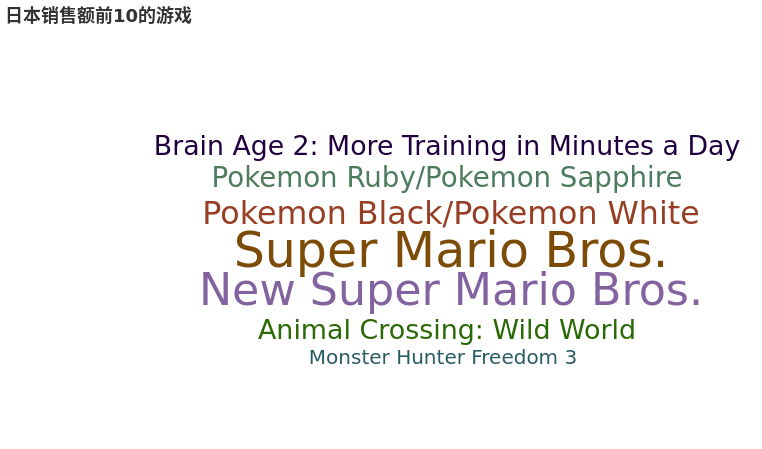 日本销售额前10的游戏
Brain Age 2: More Training in Minutes a Day
Pokemon Ruby/Pokemon Sapphire
Pokemon Black/Pokemon White
Super Mario Bros.
New Super Mario Bros.
Animal Crossing: Wild World
Monster Hunter Freedom 3